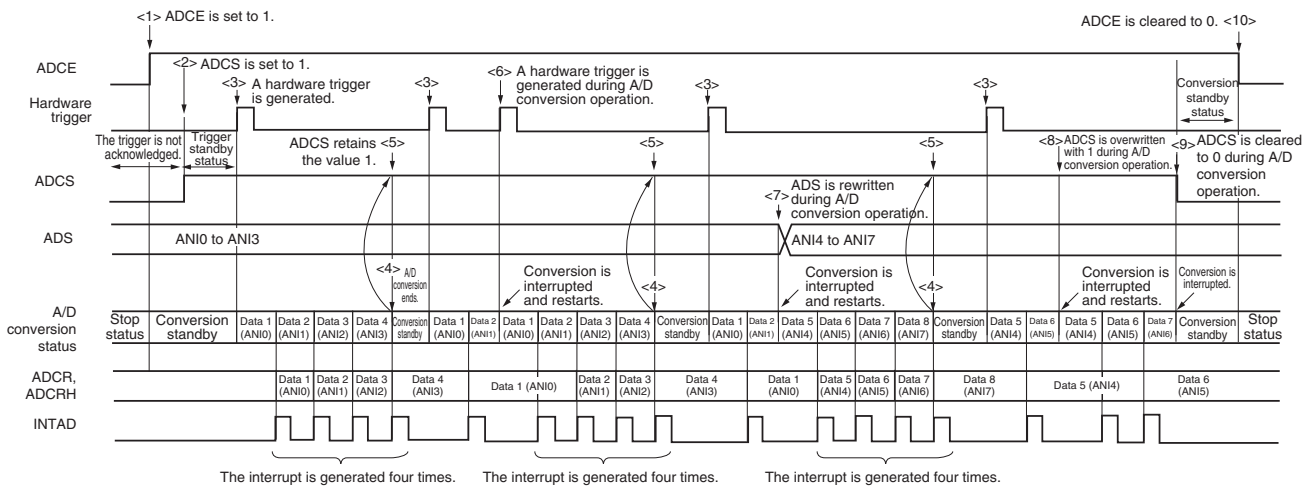 <1> ADCE is set to 1.
ADCE is cleared to 0. <10>
ADCE
<2> ADCS is set to 1.
<3> A hardware trigger
is generated.
<3>
<6> A hardware trigger is
generated during A/D
conversion operation.
<3>
<3>
Conversion
standby
status
Hardware
trigger
The trigger is not
acknowledged.
Trigger
standby
status
ADCS retains <5>
the value 1.
<5>
<5>
<8> ADCS is overwritten
with 1 during A/D
conversion operation.
<9> ADCS is cleared
to 0 during A/D
conversion
operation.
ADCS
<7> ADS is rewritten
during A/D
conversion operation.
ADS
ANI0 to ANI3
ANI4 to ANI7
<4> A/D
conversion
ends.
Conversion is
interrupted
and restarts.
<4>
Conversion is
interrupted
and restarts.
<4>
Conversion is
interrupted
and restarts.
Conversion is
interrupted.
A/D
conversion
status
Stop
status
Conversion
standby
Data 1
(ANI0)
Data 2
(ANI1)
Data 3
(ANI2)
Data 4
(ANI3)
Conversion
standby
Data 1
(ANI0)
Data 2
(ANI1)
Data 1
(ANI0)
Data 2
(ANI1)
Data 3
(ANI2)
Data 4
(ANI3)
Conversion
standby
Data 1
(ANI0)
Data 2
(ANI1)
Data 5
(ANI4)
Data 6
(ANI5)
Data 7
(ANI6)
Data 8
(ANI7)
Conversion
standby
Data 5
(ANI4)
Data 6
(ANI5)
Data 5
(ANI4)
Data 6
(ANI5)
Data 7
(ANI6)
Conversion
standby
Stop
status
ADCR,
ADCRH
Data 1
(ANI0)
Data 2
(ANI1)
Data 3
(ANI2)
Data 4
(ANI3)
Data 1 (ANI0)
Data 2
(ANI1)
Data 3
(ANI2)
Data 4
(ANI3)
Data 1
(ANI0)
Data 5
(ANI4)
Data 6
(ANI5)
Data 7
(ANI6)
Data 8
(ANI7)
Data 5 (ANI4)
Data 6
(ANI5)
INTAD
The interrupt is generated four times.
The interrupt is generated four times.
The interrupt is generated four times.